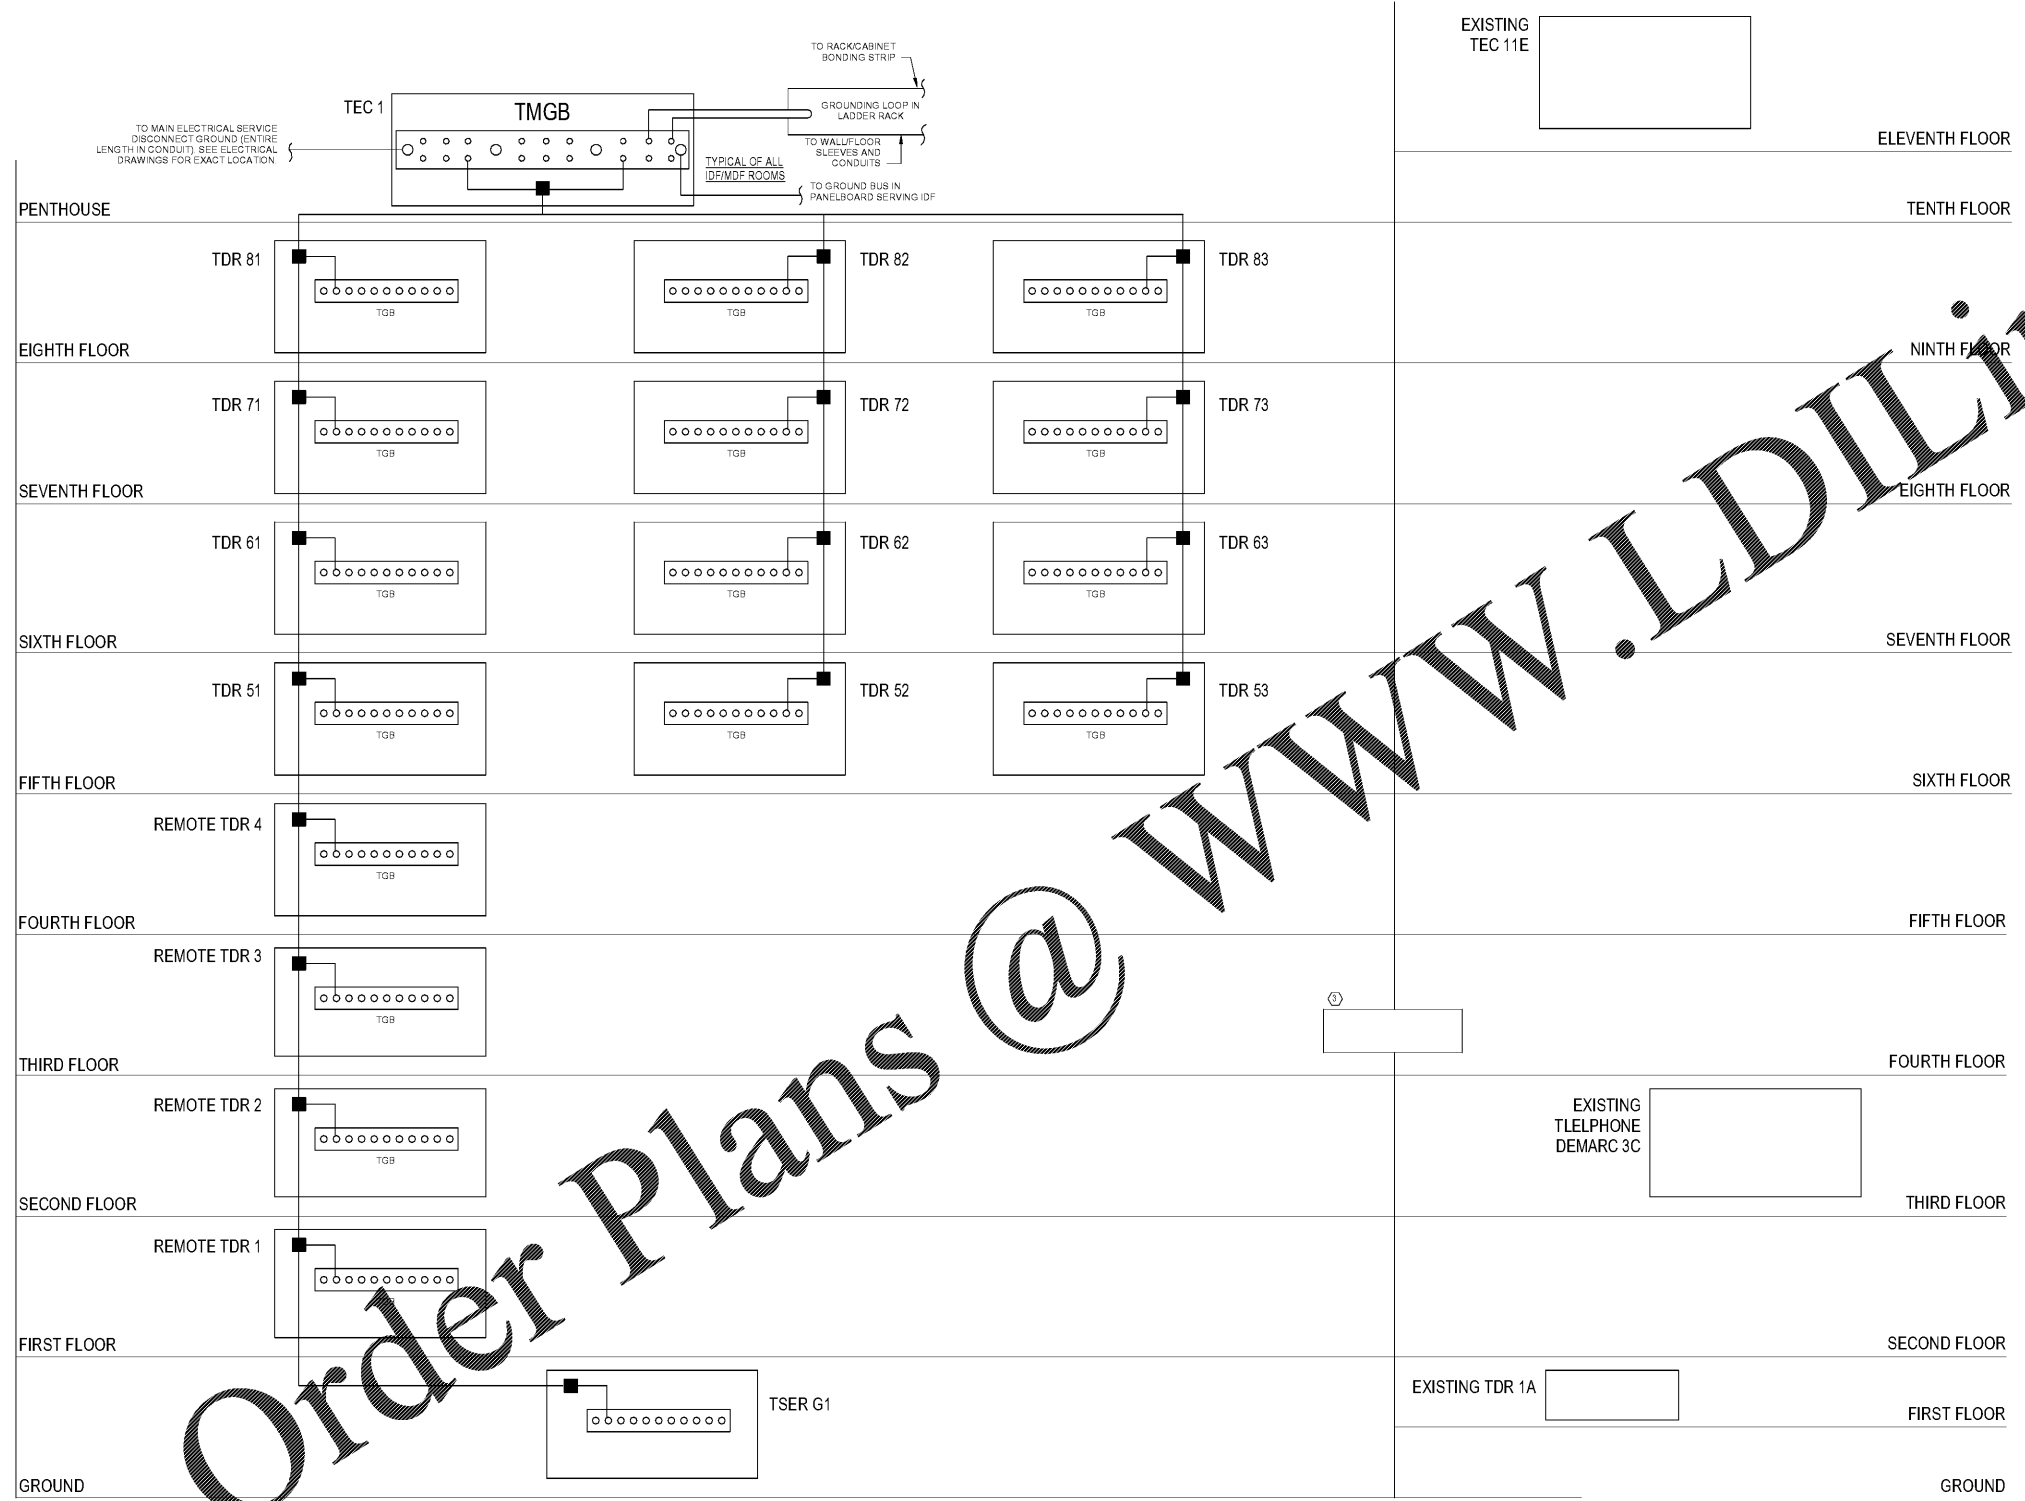 EXISTING
TEC 11E
TO RACK/CABINET
BONDING STRIP
TEC 1
TMGB
GROUNDING LOOP IN
LADDER RACK
TO MAIN ELECTRICAL SERVICE
DISCONNECT GROUND (ENTIRE
LENGTH IN CONDUIT). SEE ELECTRICAL
DRAWINGS FOR EXACT LOCATION
TO WALL/FLOOR
SLEEVES AND
CONDUITS
TYPICAL OF ALL
IDF/MDF ROOMS
TO GROUND BUS IN
PANELBOARD SERVING IDF
ELEVENTH FLOOR
PENTHOUSE
TENTH FLOOR
TDR 81
TGB
TGB
TDR 82
TGB
TDR 83
EIGHTH FLOOR
NINTH FLOOR
TDR 71
TGB
TGB
TDR 72
TGB
TDR 73
SEVENTH FLOOR
EIGHTH FLOOR
TDR 61
TGB
TGB
TDR 62
TGB
TDR 63
SIXTH FLOOR
SEVENTH FLOOR
TDR 51
TGB
TGB
TDR 52
TGB
TDR 53
FIFTH FLOOR
SIXTH FLOOR
REMOTE TDR 4
TGB
FOURTH FLOOR
FIFTH FLOOR
REMOTE TDR 3
TGB
3
THIRD FLOOR
FOURTH FLOOR
REMOTE TDR 2
TGB
EXISTING
TLELPHONE
DEMARC 3C
SECOND FLOOR
THIRD FLOOR
REMOTE TDR 1
FIRST FLOOR
SECOND FLOOR
TSER G1
EXISTING TDR 1A
FIRST FLOOR
GROUND
GROUND
Order Plans @ www.LDILi